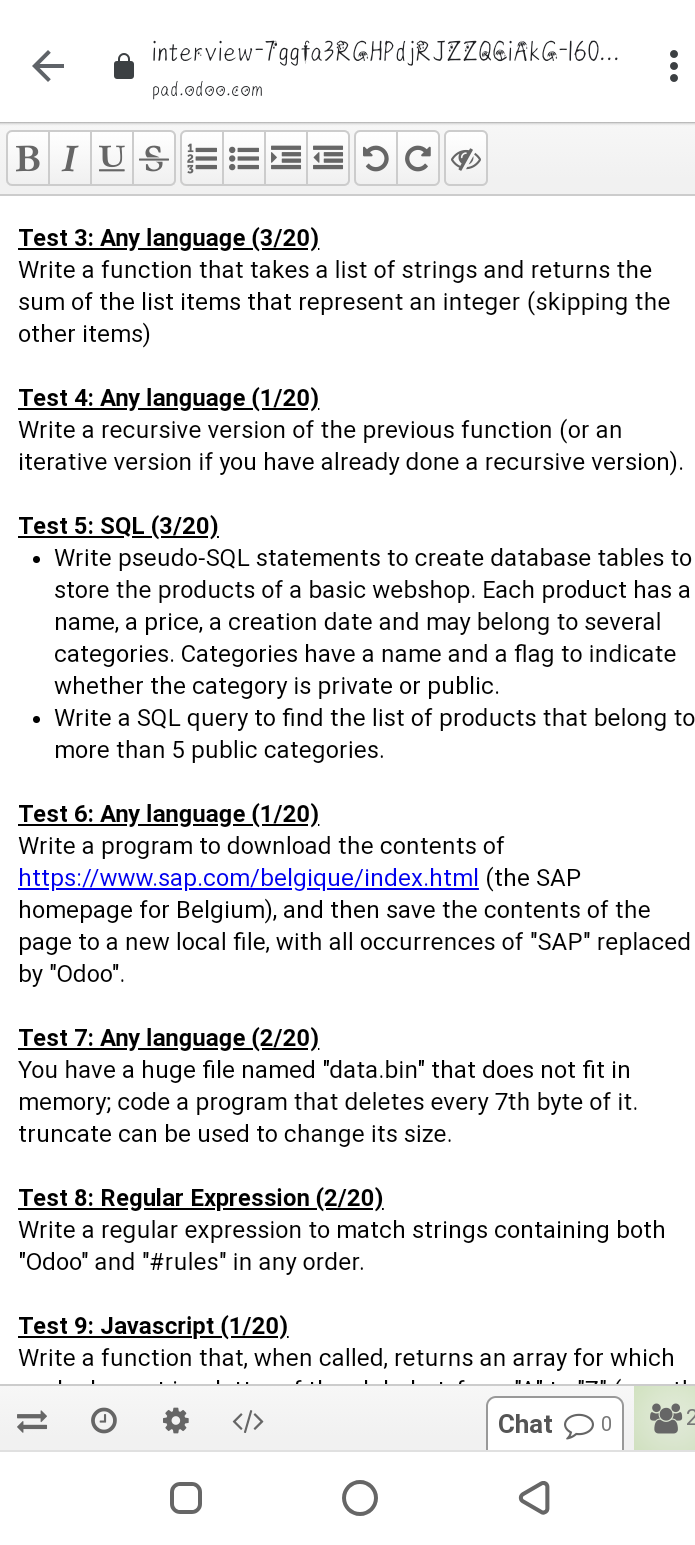 interview-7ggfa3RGHPdjRJZZQGiAkG-160...
pad.odoo.com
B I U S
Test 3: Any language (3/20)
Write a function that takes a list of strings and returns the
sum of the list items that represent an integer (skipping the
other items)
Test 4: Any language (1/20)
Write a recursive version of the previous function (or an
iterative version if you have already done a recursive version).
Test 5: SQL (3/20)
• Write pseudo-SQL statements to create database tables to
store the products of a basic webshop. Each product has a
name, a price, a creation date and may belong to several
categories. Categories have a name and a flag to indicate
whether the category is private or public.
• Write a SQL query to find the list of products that belong to
more than 5 public categories.
Test 6: Any language (1/20)
Write a program to download the contents of
https://www.sap.com/belgique/index.html (the SAP
homepage for Belgium), and then save the contents of the
page to a new local file, with all occurrences of "SAP" replaced
by "Odoo".
Test 7: Any language (2/20)
You have a huge file named "data.bin" that does not fit in
memory; code a program that deletes every 7th byte of it.
truncate can be used to change its size.
Test 8: Regular Expression (2/20)
Write a regular expression to match strings containing both
"Odoo" and "#rules" in any order.
Test 9: Javascript (1/20)
Write a function that, when called, returns an array for which
Chat 0
2